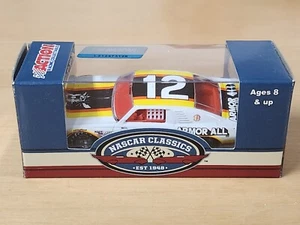 ACTION
12
Ages 8
& up
ARMOR ALL
NASCAR CLASSICS
EST 1948